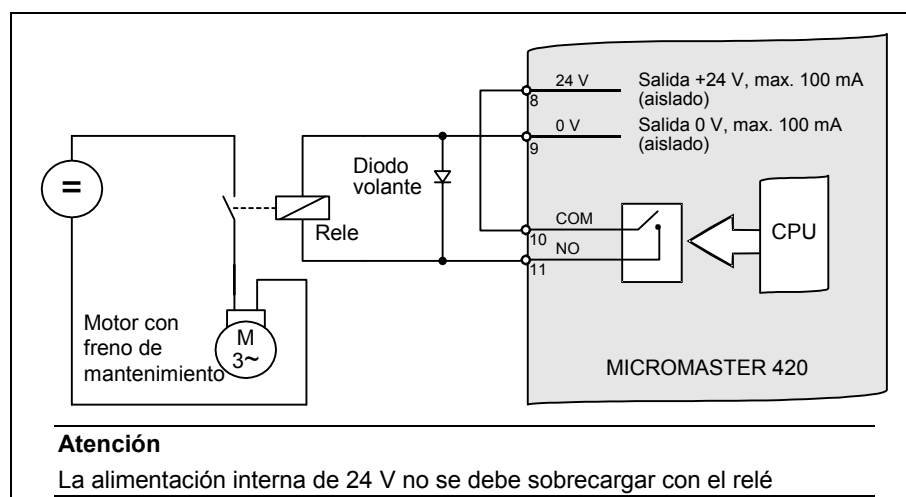 24 V
Salida +24 V, max. 100 mA
(aislado)
8
0 V
Salida 0 V, max. 100 mA
(aislado)
9
Diodo
volante
=
Rele
COM
10
NO
11
CPU
Motor con
freno de
mantenimiento
M
3~
MICROMASTER 420
Atención
La alimentación interna de 24 V no se debe sobrecargar con el relé